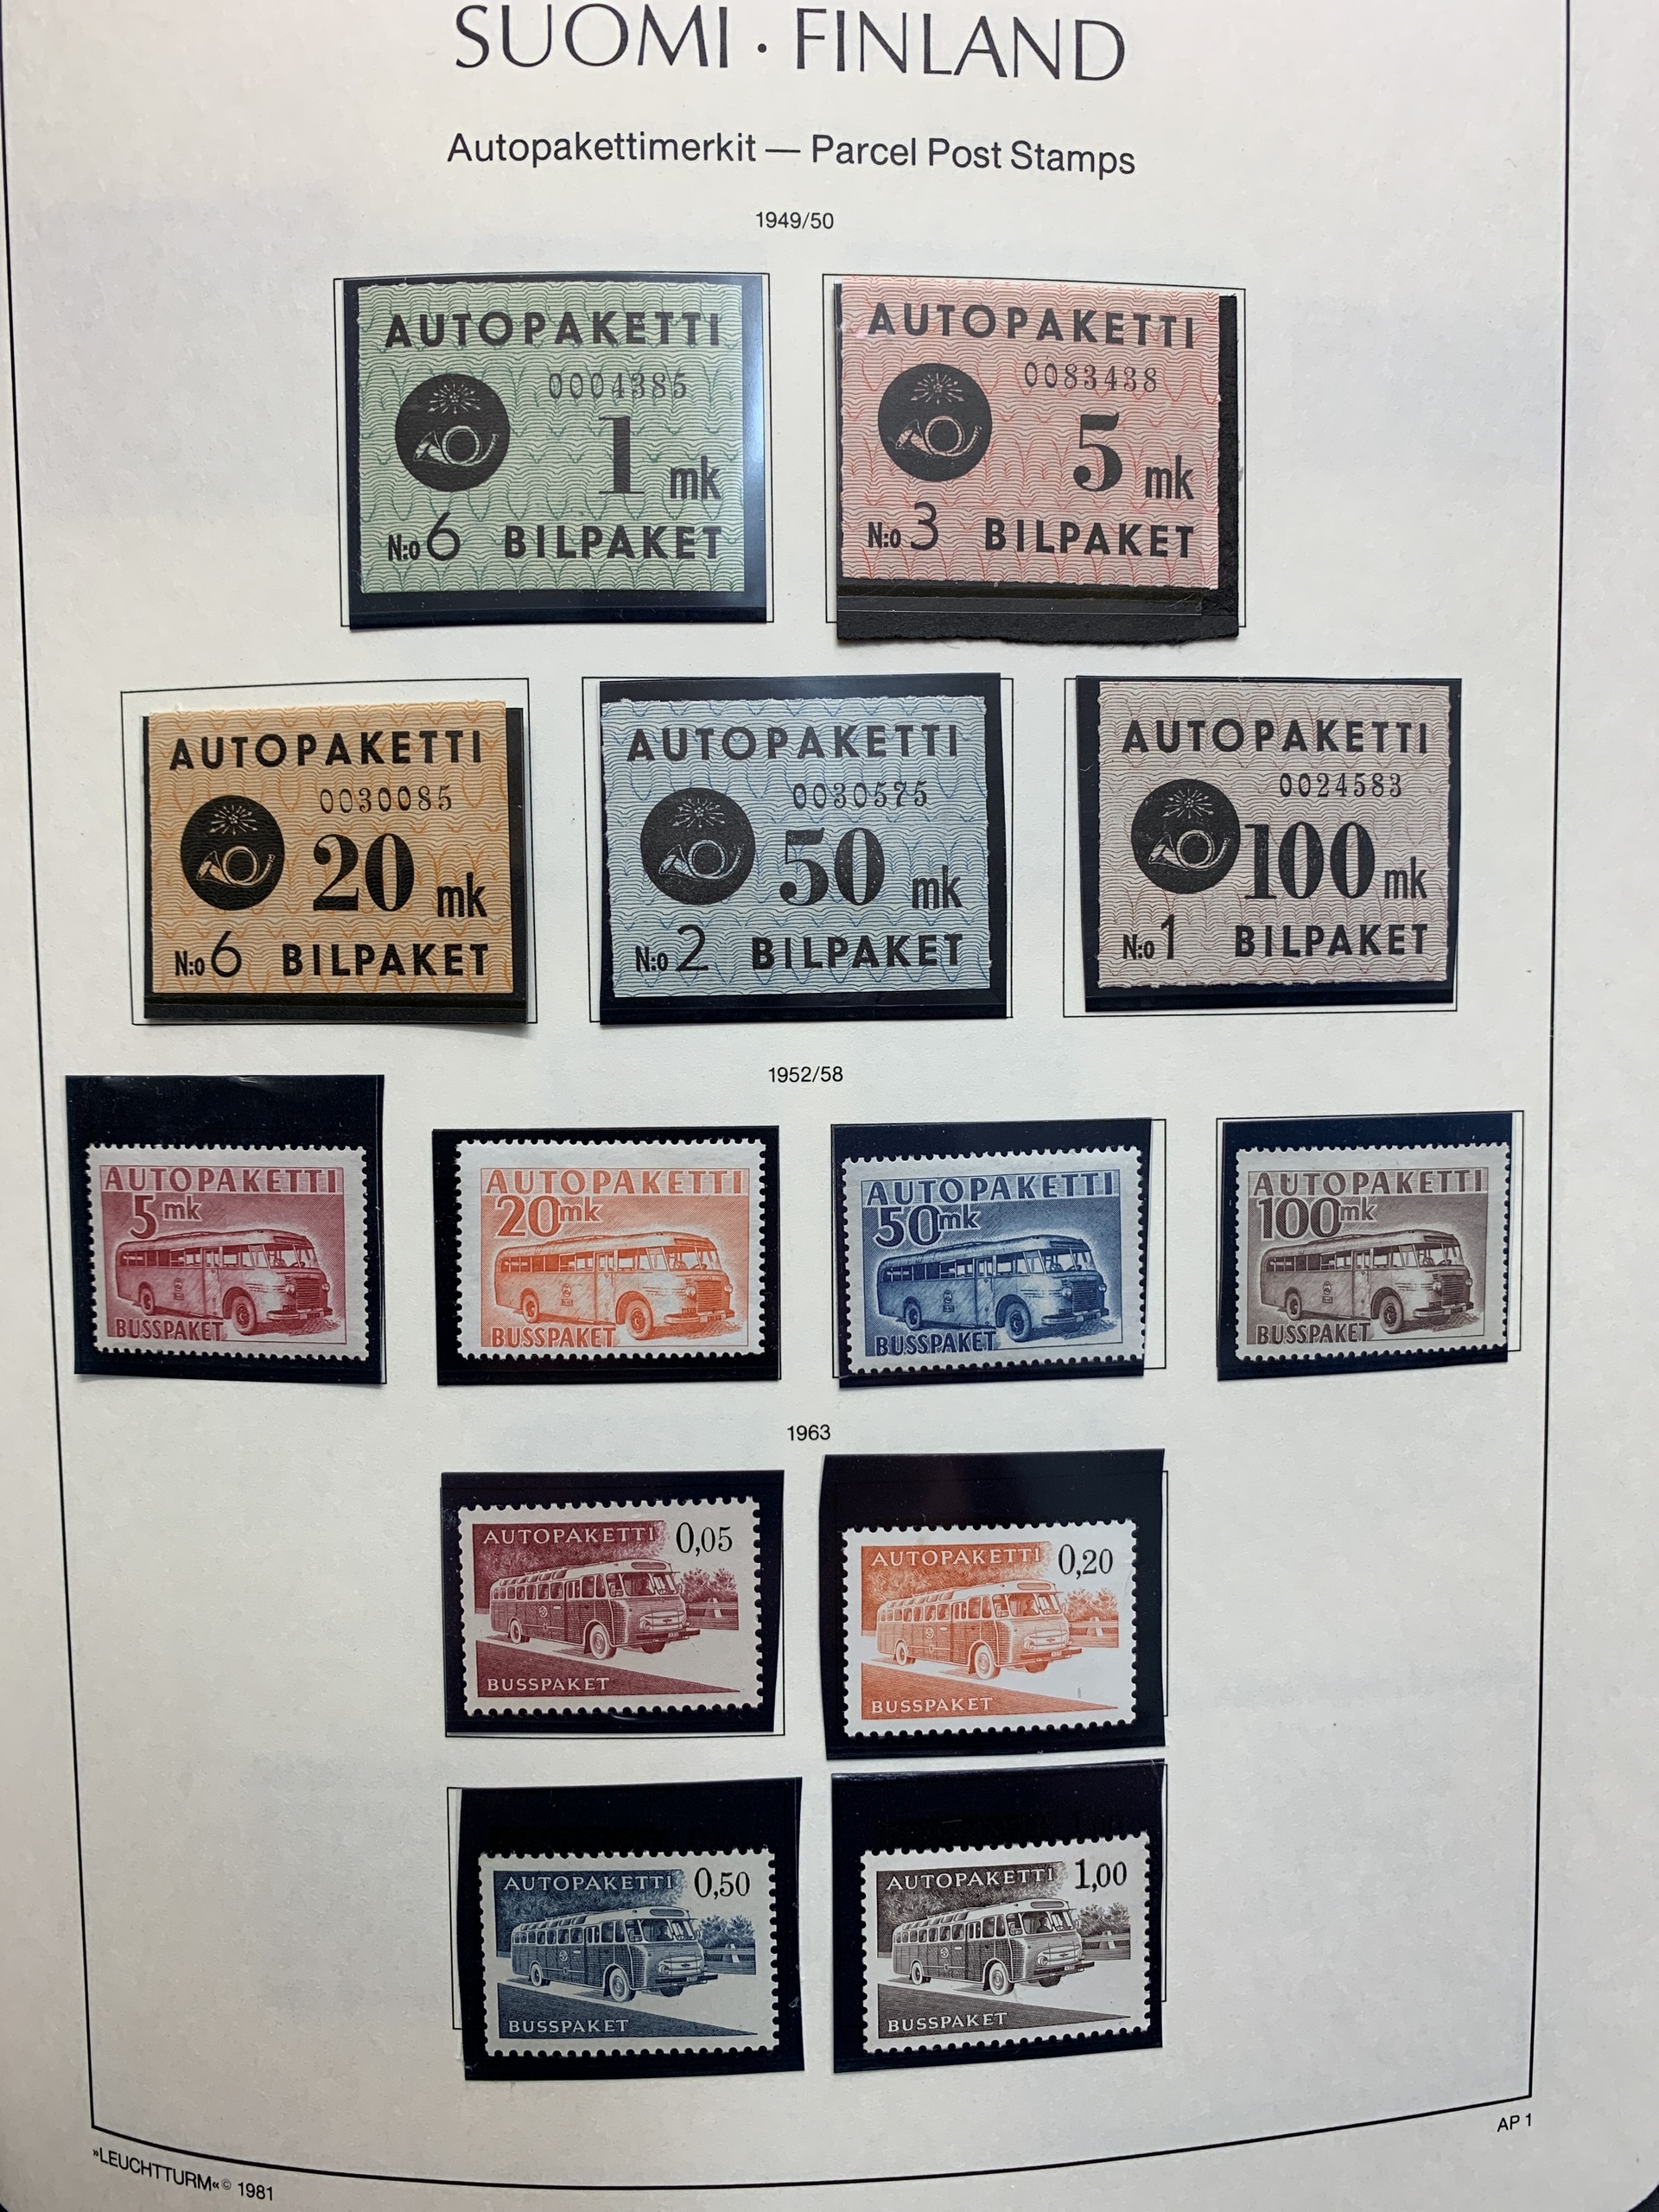 SUOMI · FINLAND
Autopakettimerkit — Parcel Post Stamps
1949/50
AUTOPAKETTI
0004385
1 mk
N:o 6 BILPAKET
AUTOPAKETTI
0083438
5 mk
N:o 3 BILPAKET
AUTOPAKETTI
0030085
20 mk
N:o 6 BILPAKET
AUTOPAKETTI
0030575
50 mk
N:o 2 BILPAKET
AUTOPAKETTI
0024583
100 mk
N:o 1 BILPAKET
1952/58
AUTOPAKETTI
5 mk
BUSSPAKET
AUTOPAKETTI
20 mk
BUSSPAKET
AUTOPAKETTI
50 mk
BUSSPAKET
AUTOPAKETTI
100 mk
BUSSPAKET
1963
AUTOPAKETTI 0,05
BUSSPAKET
AUTOPAKETTI 0,20
BUSSPAKET
AUTOPAKETTI 0,50
BUSSPAKET
AUTOPAKETTI 1,00
BUSSPAKET
AP 1
»LEUCHTTURM« © 1981